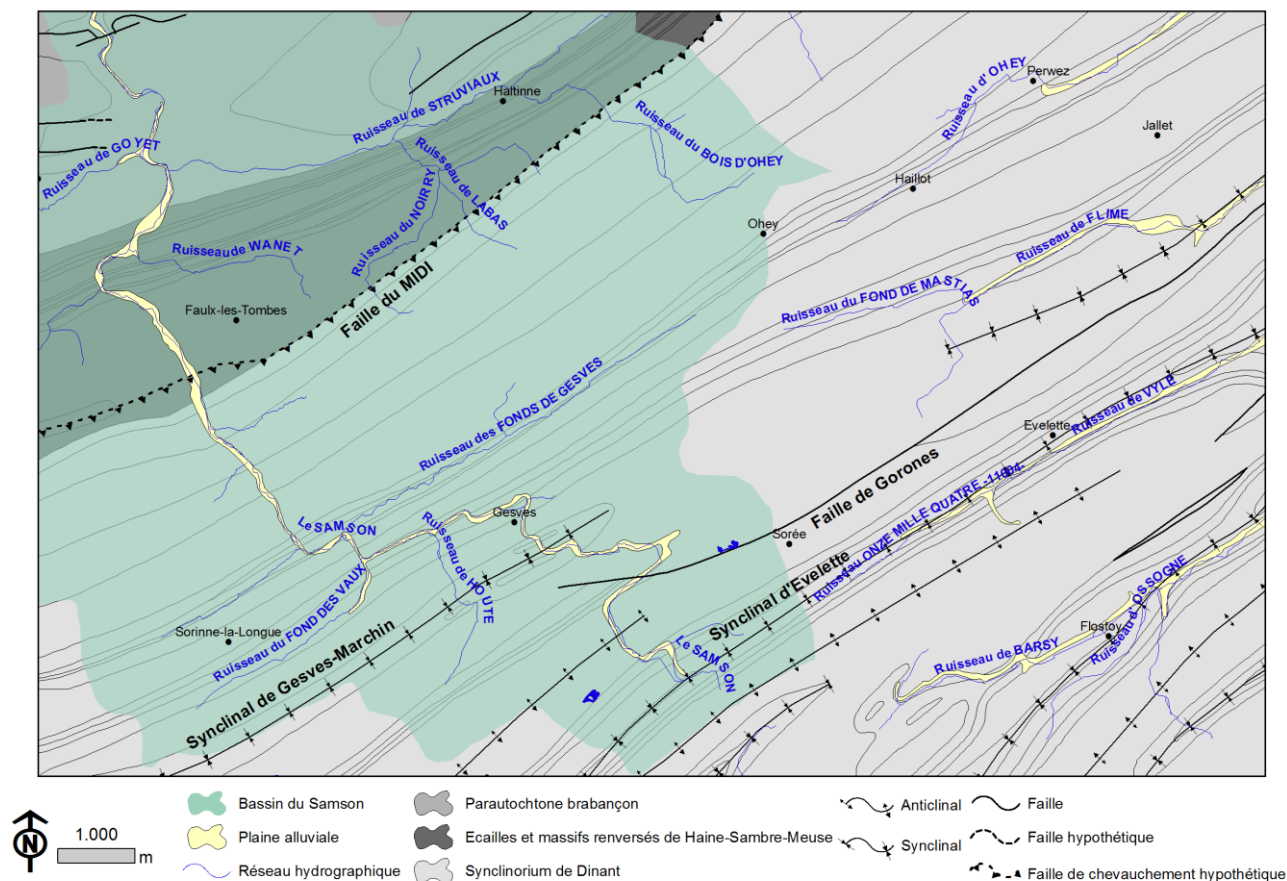 Ruisseau de STRUVIAUX
Haltinne
Ruisseau d' OHEY
Perwez
Jallet
Ruisseau de GOYET
Ruisseau du BOIS D'OHEY
Ruisseau de LABAS
Ruisseau du NOIRRY
Haillot
Ohey
Ruisseau de FLIME
Ruisseaude WANET
Ruisseau du FOND DE MASTIAS
Faulx-les-Tombes
Faille du MIDI
Ruisseau des FONDS DE GESVES
Evelette
Ruisseau de VYLE
Ruisseau ONZE MILLE QUATRE -11004-
Faille de Gorones
Gesves
Le SAMSON
Ruisseau de HOUTE
Sorée
Synclinal d'Evelette
Ruisseau du FOND DES VAUX
Sorinne-la-Longue
Synclinal de Gesves-Marchin
Le SAMSON
Ruisseau d' OSSOGNE
Flostoy
Ruisseau de BARSY
N
1.000
m
Bassin du Samson
Plaine alluviale
Réseau hydrographique
Parautochtone brabançon
Ecailles et massifs renversés de Haine-Sambre-Meuse
Synclinorium de Dinant
Anticlinal
Synclinal
Faille
Faille hypothétique
Faille de chevauchement hypothétique